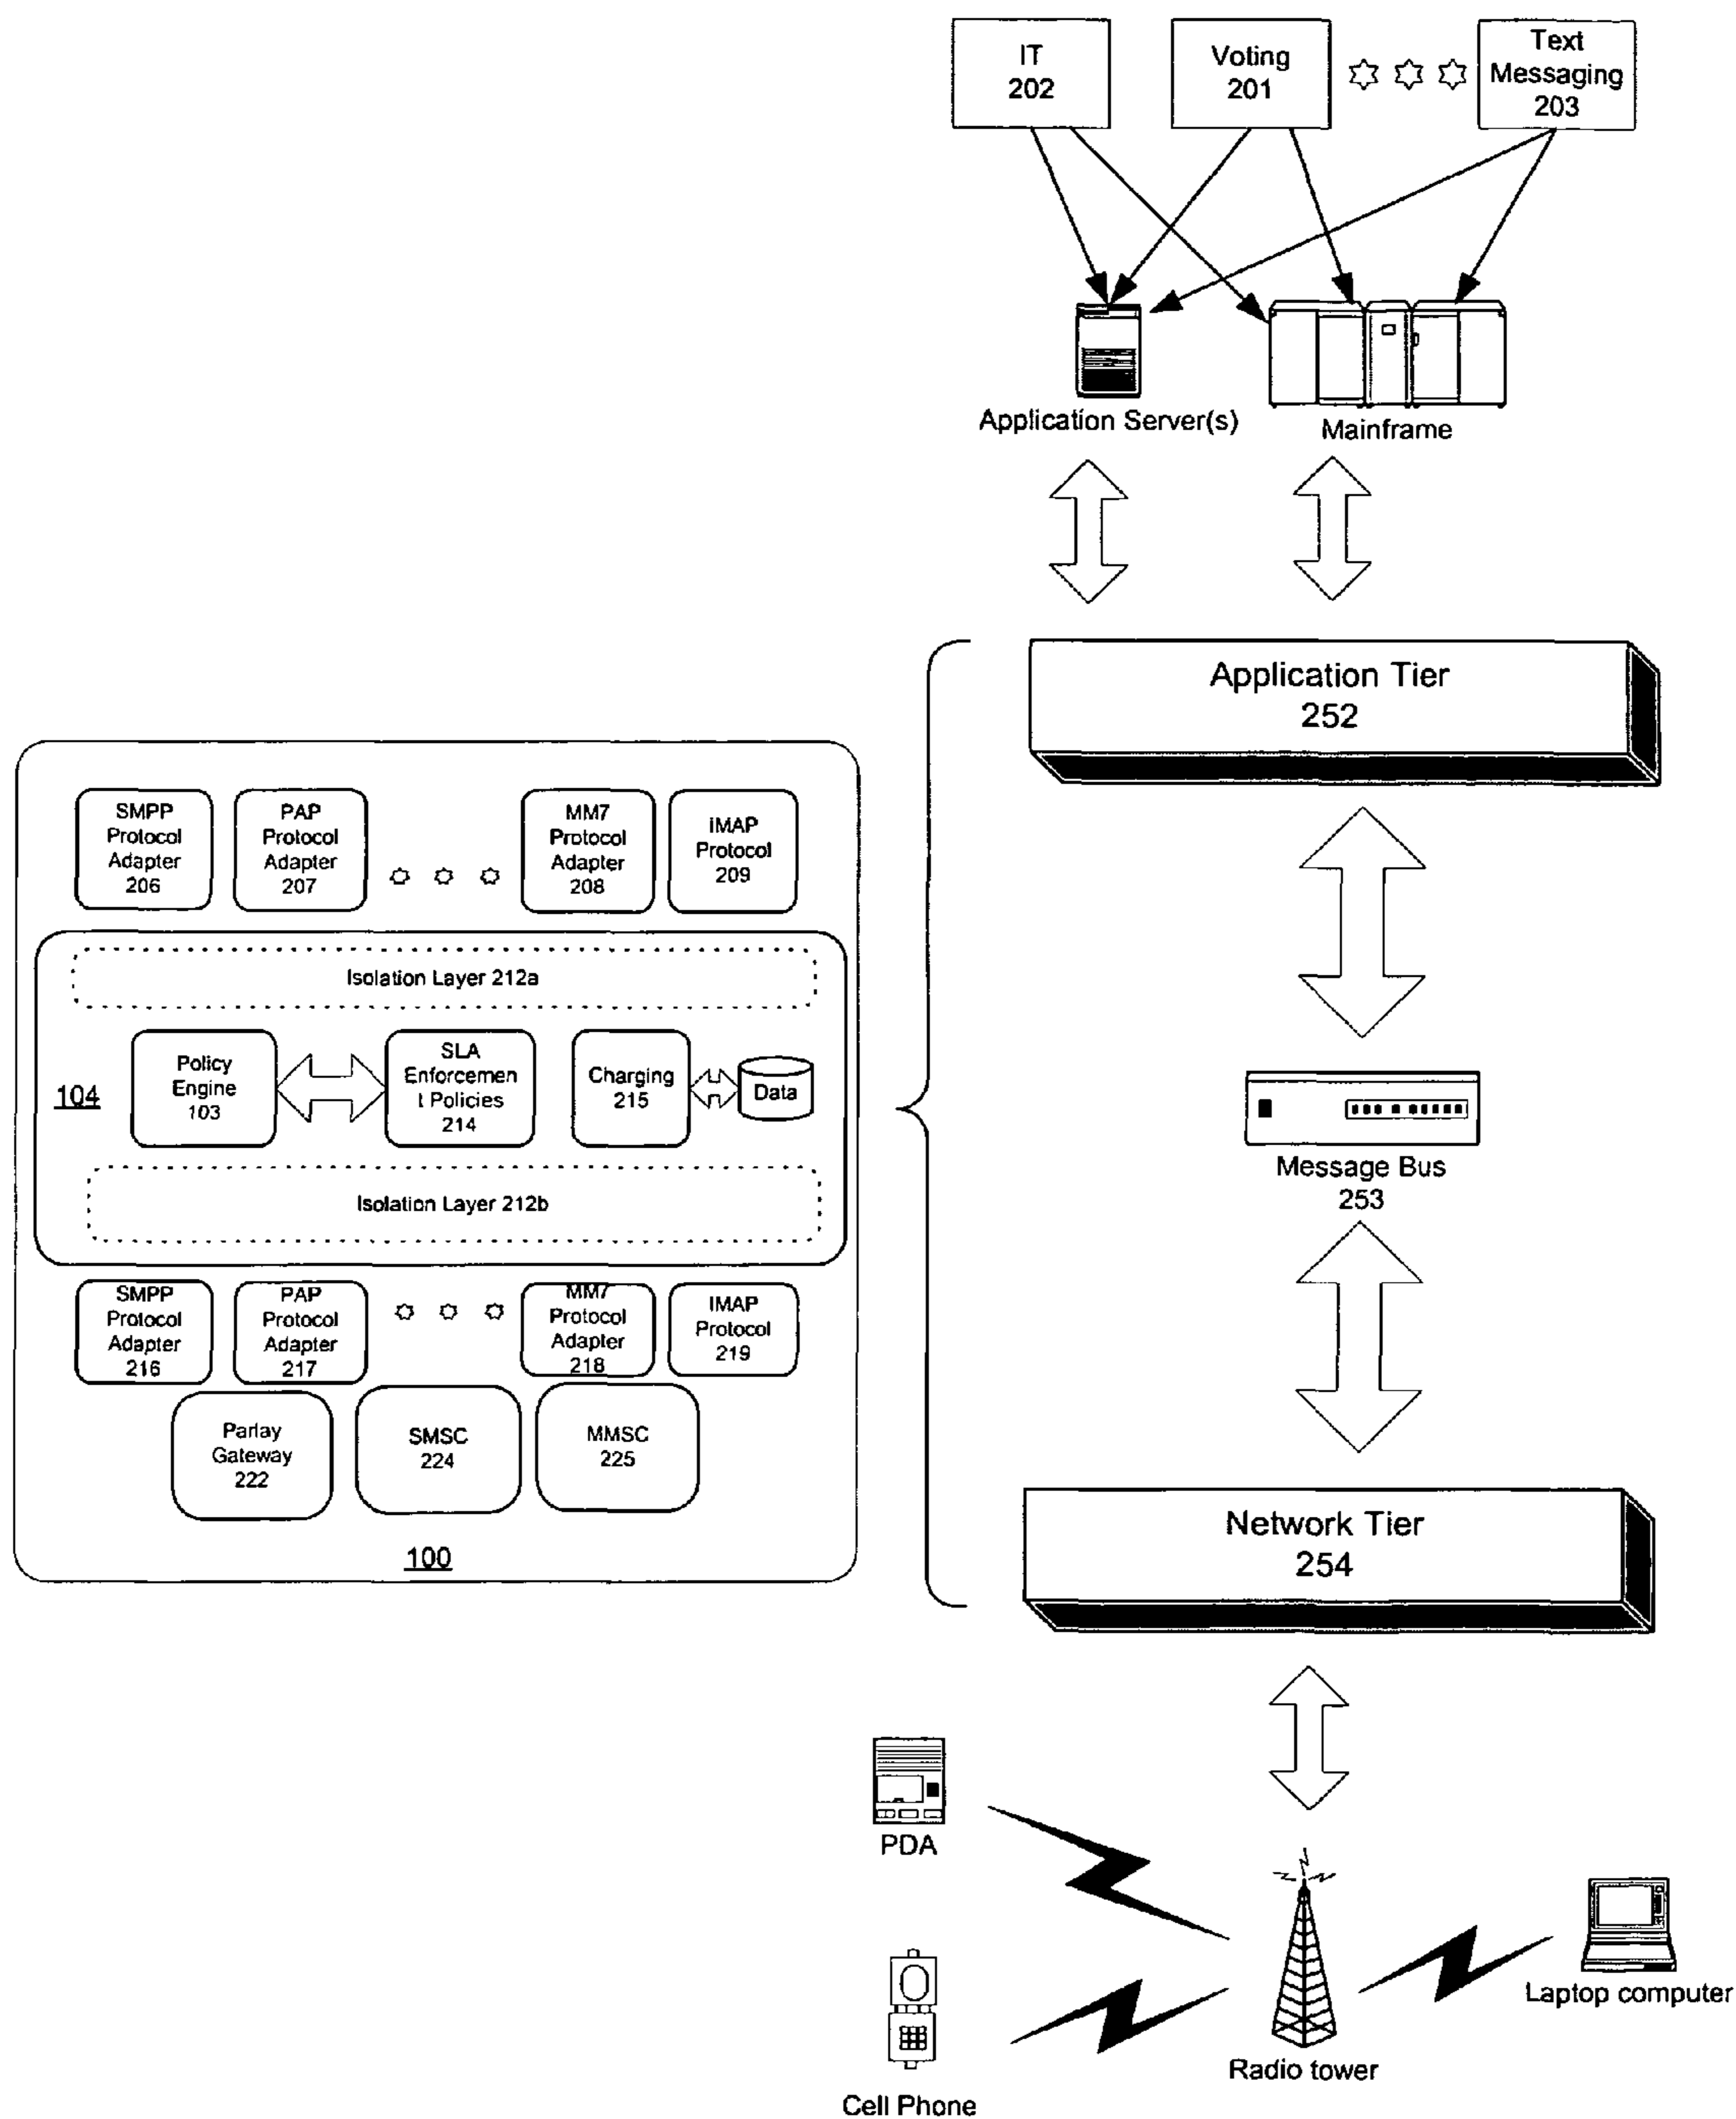 IT
202
Voting
201
Text
Messaging
203
Application Server(s)
Mainframe
Application Tier
252
SMPP
Protocol
Adapter
206
PAP
Protocol
Adapter
207
MM7
Protocol
Adapter
208
IMAP
Protocol
209
Isolation Layer 212a
104
Policy
Engine
103
SLA
Enforcemen
t Policies
214
Charging
215
Data
Isolation Layer 212b
Message Bus
253
SMPP
Protocol
Adapter
216
PAP
Protocol
Adapter
217
MM7
Protocol
Adapter
218
IMAP
Protocol
219
Parlay
Gateway
222
SMSC
224
MMSC
225
100
Network Tier
254
PDA
Laptop computer
Radio tower
Cell Phone